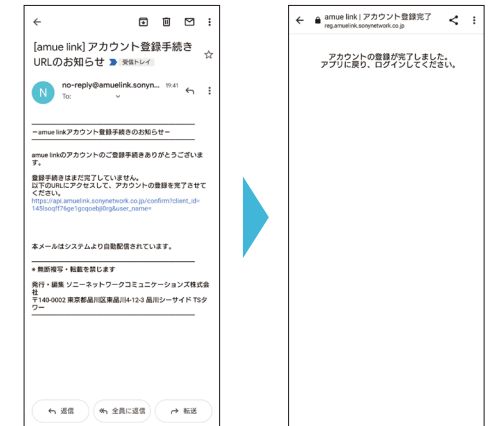 [amue link] アカウント登録手続き
URLのお知らせ 受信トレイ
N
no-reply@amuelink.sonyn... 19:41
To:
ーamue linkアカウント登録手続きのお知らせー
amue linkのアカウントのご登録手続きありがとうございま
す。
登録手続きはまだ完了していません。
以下のURLにアクセスして、アカウントの登録を完了させて
ください。
https://api.amuelink.sonynetwork.co.jp/confirm?client_id=
本メールはシステムより自動配信されています。
* 無断複写・転載を禁じます
発行・編集 ソニーネットワークコミュニケーションズ株式会
社
〒140-0002 東京都品川区東品川4-12-3 品川シーサイド TSタ
ワー
返信
全員に返信
転送
amue link | アカウント登録完了
reg.amuelink.sonynetwork.co.jp
アカウントの登録が完了しました。
アプリに戻り、ログインしてください。